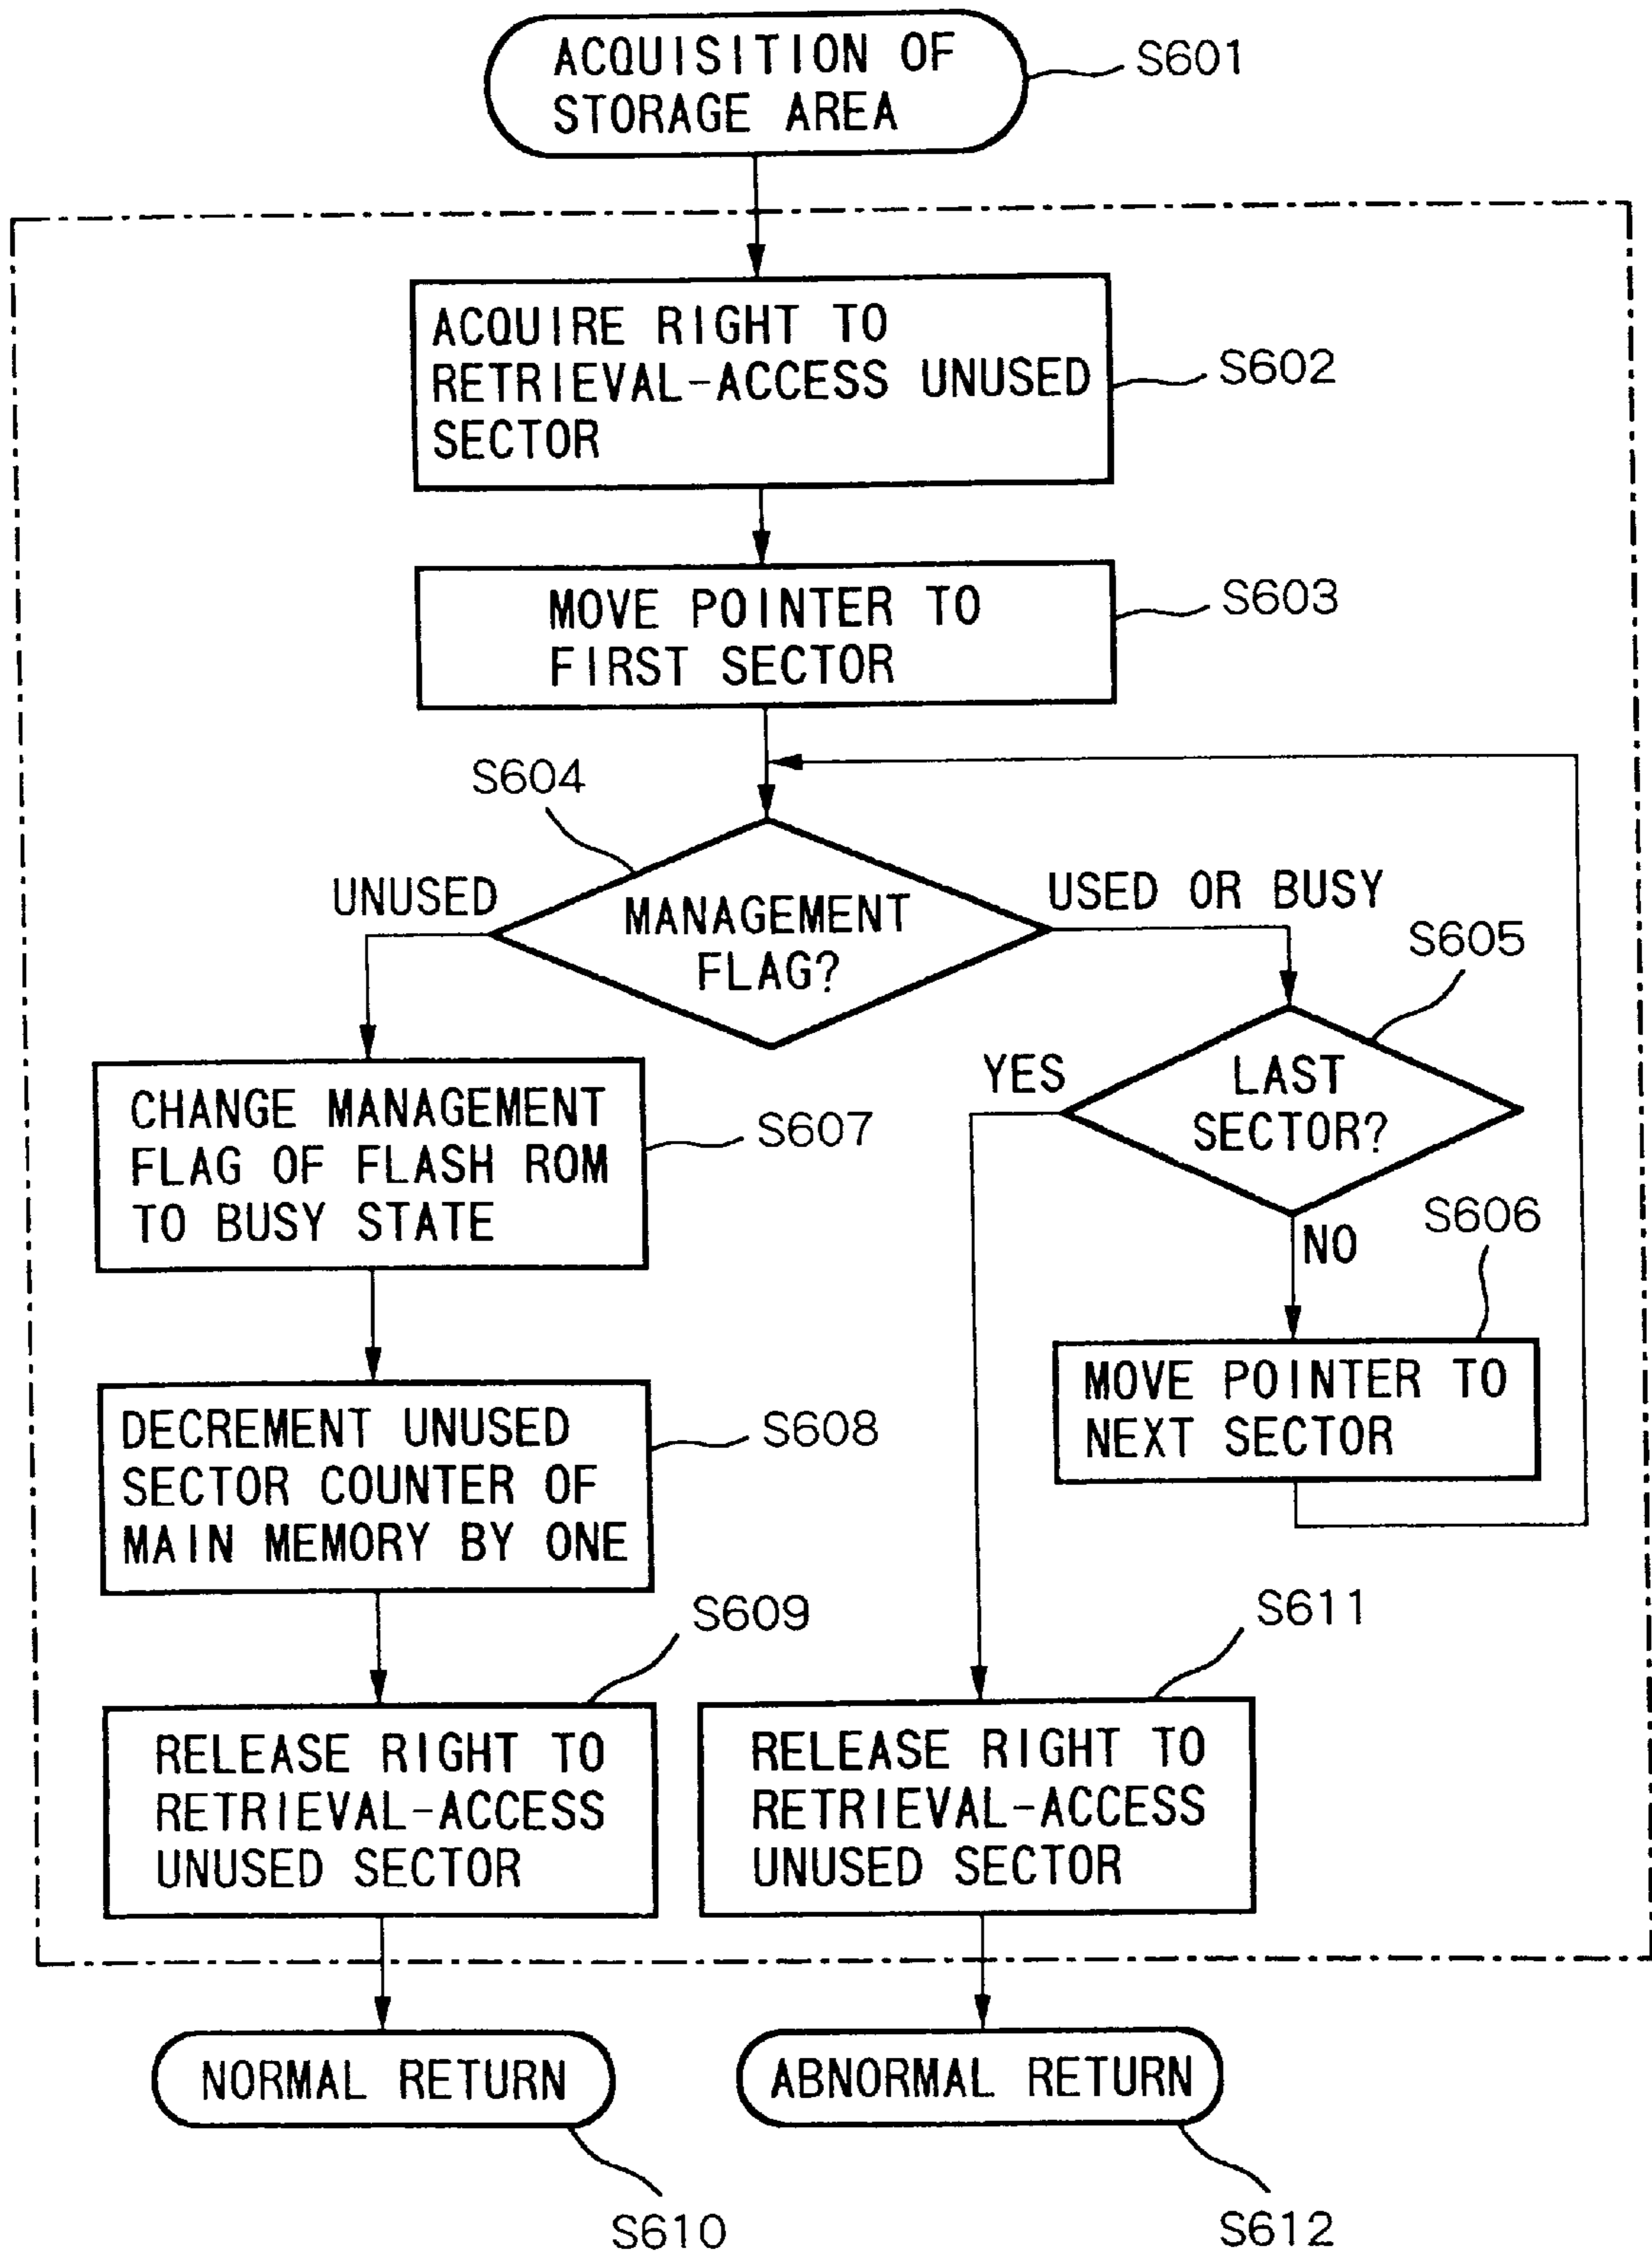 ACQUISITION OF
STORAGE AREA
S601
ACQUIRE RIGHT TO
RETRIEVAL-ACCESS UNUSED
SECTOR
S602
MOVE POINTER TO
FIRST SECTOR
S603
S604
UNUSED
MANAGEMENT
FLAG?
USED OR BUSY
S605
YES
LAST
SECTOR?
NO
S606
MOVE POINTER TO
NEXT SECTOR
CHANGE MANAGEMENT
FLAG OF FLASH ROM
TO BUSY STATE
S607
DECREMENT UNUSED
SECTOR COUNTER OF
MAIN MEMORY BY ONE
S608
S609
RELEASE RIGHT TO
RETRIEVAL-ACCESS
UNUSED SECTOR
S611
RELEASE RIGHT TO
RETRIEVAL-ACCESS
UNUSED SECTOR
NORMAL RETURN
S610
ABNORMAL RETURN
S612